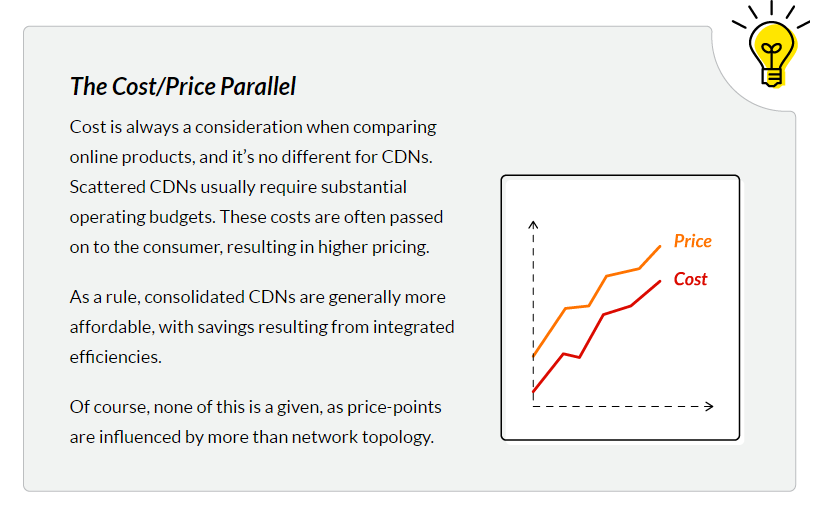 The Cost/Price Parallel
Cost is always a consideration when comparing
online products, and it’s no different for CDNs.
Scattered CDNs usually require substantial
operating budgets. These costs are often passed
on to the consumer, resulting in higher pricing.
As a rule, consolidated CDNs are generally more
affordable, with savings resulting from integrated
efficiencies.
Of course, none of this is a given, as price-points
are influenced by more than network topology.
Price
Cost